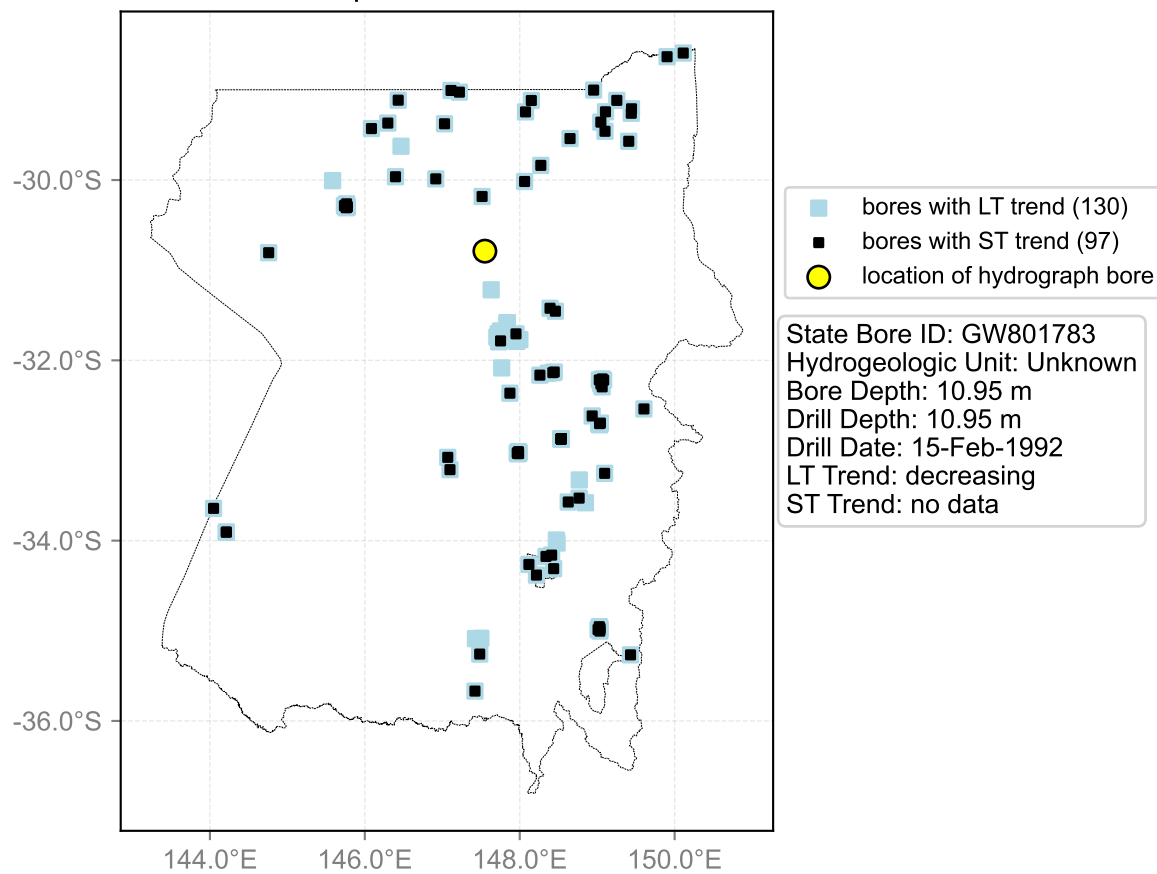 -30.0°S
-32.0°S
-34.0°S
-36.0°S
144.0°E 146.0°E 148.0°E 150.0°E
bores with LT trend (130)
bores with ST trend (97)
location of hydrograph bore
State Bore ID: GW801783
Hydrogeologic Unit: Unknown
Bore Depth: 10.95 m
Drill Depth: 10.95 m
Drill Date: 15-Feb-1992
LT Trend: decreasing
ST Trend: no data